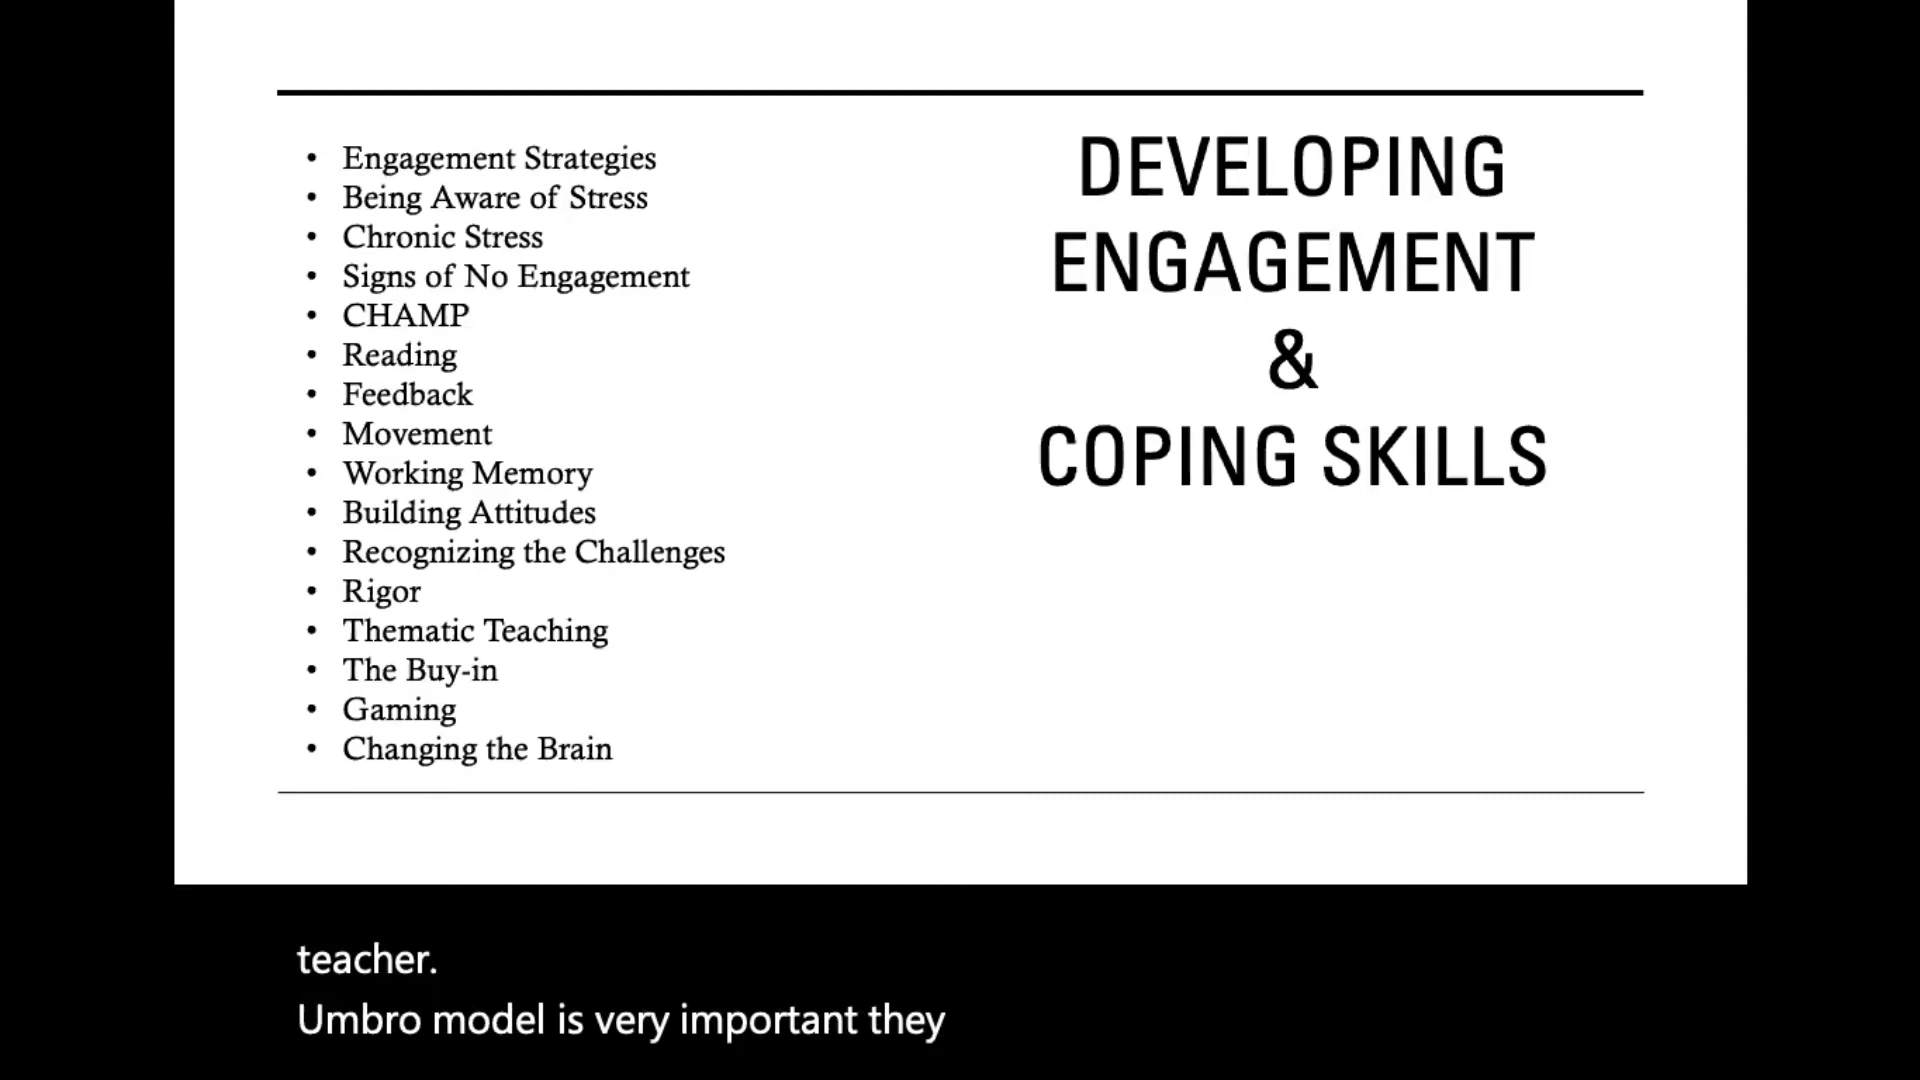 • Engagement Strategies
• Being Aware of Stress
• Chronic Stress
• Signs of No Engagement
• CHAMP
• Reading
• Feedback
• Movement
• Working Memory
• Building Attitudes
• Recognizing the Challenges
• Rigor
• Thematic Teaching
• The Buy-in
• Gaming
• Changing the Brain
DEVELOPING
ENGAGEMENT
&
COPING SKILLS
teacher.
Umbro model is very important they